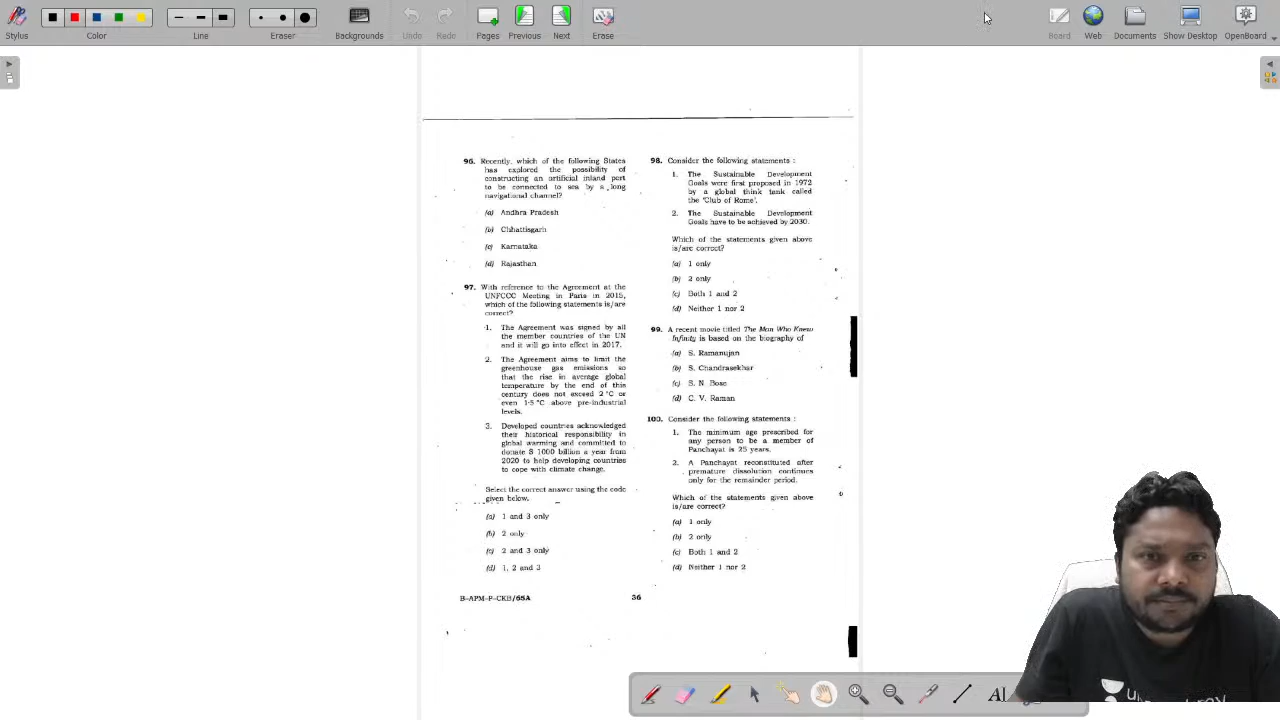 Stylus
Color
Line
Eraser
Backgrounds
Undo
Redo
Pages
Previous
Next
Erase
Board
Web
Documents
Show Desktop
OpenBoard
96. Recently, which of the following States
has explored the possibility of
constructing an artificial inland port
to be connected to sea by a long
navigational channel?
(a) Andhra Pradesh
(b) Chhattisgarh
(c) Karnataka
(d) Rajasthan
97. With reference to the Agreement at the
UNFCCC Meeting in Paris in 2015,
which of the following statements is/are
correct?
1. The Agreement was signed by all
the member countries of the UN
and it will go into effect in 2017.
2. The Agreement aims to limit the
greenhouse gas emissions so
that the rise in average global
temperature by the end of this
century does not exceed 2 °C or
even 1·5 °C above pre-industrial
levels.
3. Developed countries acknowledged
their historical responsibility in
global warming and committed to
donate $ 1000 billion a year from
2020 to help developing countries
to cope with climate change.
Select the correct answer using the code
given below.
(a) 1 and 3 only
(b) 2 only
(c) 2 and 3 only
(d) 1, 2 and 3
98. Consider the following statements :
1. The Sustainable Development
Goals were first proposed in 1972
by a global think tank called
the 'Club of Rome'.
2. The Sustainable Development
Goals have to be achieved by 2030.
Which of the statements given above
is/are correct?
(a) 1 only
(b) 2 only
(c) Both 1 and 2
(d) Neither 1 nor 2
99. A recent movie titled The Man Who Knew
Infinity is based on the biography of
(a) S. Ramanujan
(b) S. Chandrasekhar
(c) S. N. Bose
(d) C. V. Raman
100. Consider the following statements :
1. The minimum age prescribed for
any person to be a member of
Panchayat is 25 years.
2. A Panchayat reconstituted after
premature dissolution continues
only for the remainder period.
Which of the statements given above
is/are correct?
(a) 1 only
(b) 2 only
(c) Both 1 and 2
(d) Neither 1 nor 2
B-APM-P-CKB/65A
36